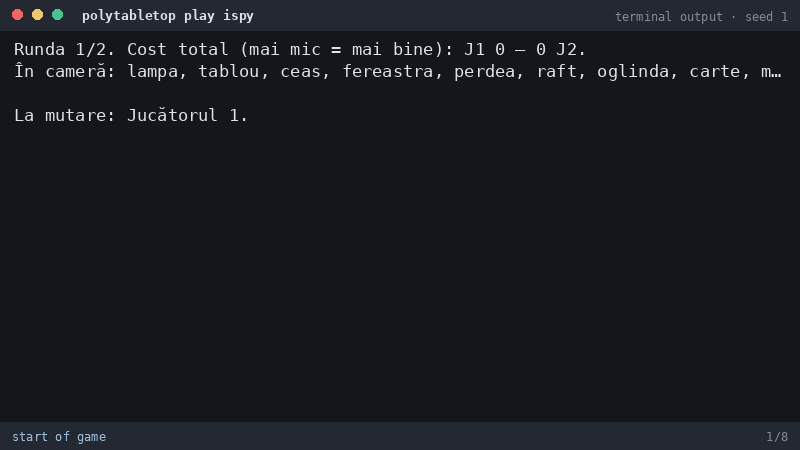 polytabletop play ispy
terminal output · seed 1
Runda 1/2. Cost total (mai mic = mai bine): J1 0 — 0 J2.
În cameră: lampa, tablou, ceas, fereastra, perdea, raft, oglinda, carte, m…
La mutare: Jucătorul 1.
start of game
1/8